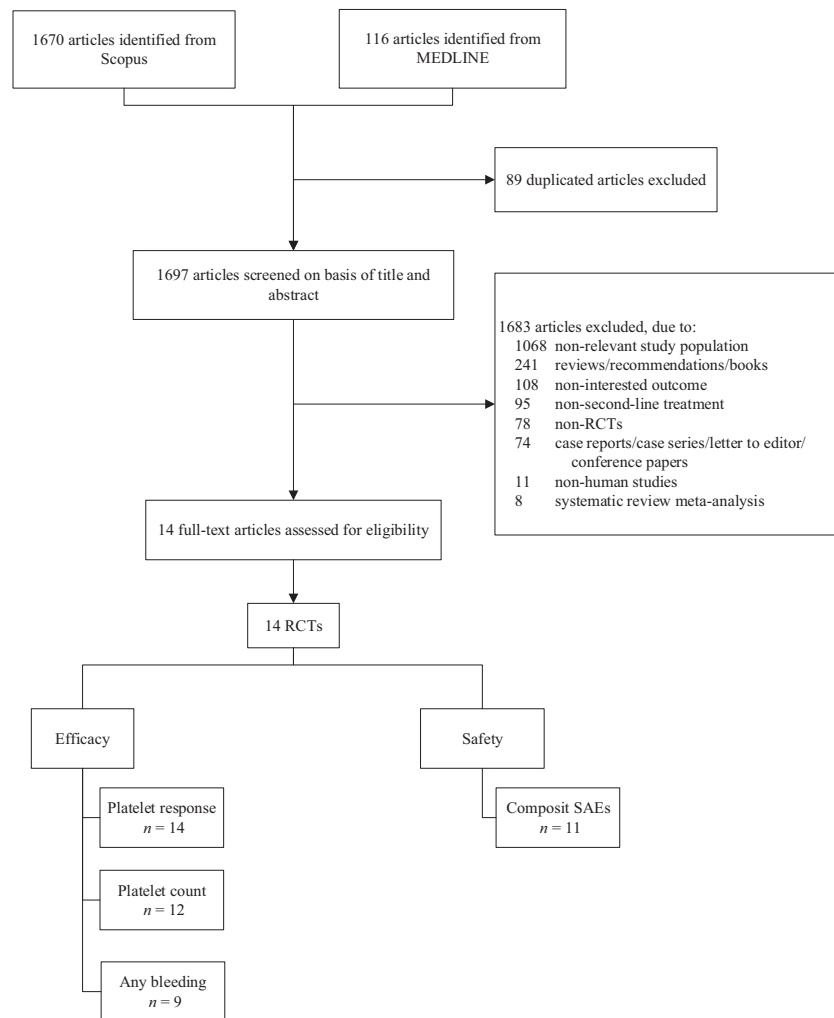 1670 articles identified from
Scopus
116 articles identified from
MEDLINE
89 duplicated articles excluded
1697 articles screened on basis of title and
abstract
1683 articles excluded, due to:
1068 non-relevant study population
241 reviews/recommendations/books
108 non-interested outcome
95 non-second-line treatment
78 non-RCTs
74 case reports/case series/letter to editor/
conference papers
11 non-human studies
8 systematic review meta-analysis
14 full-text articles assessed for eligibility
14 RCTs
Efficacy
Safety
Platelet response
n = 14
Composit SAEs
n = 11
Platelet count
n = 12
Any bleeding
n = 9